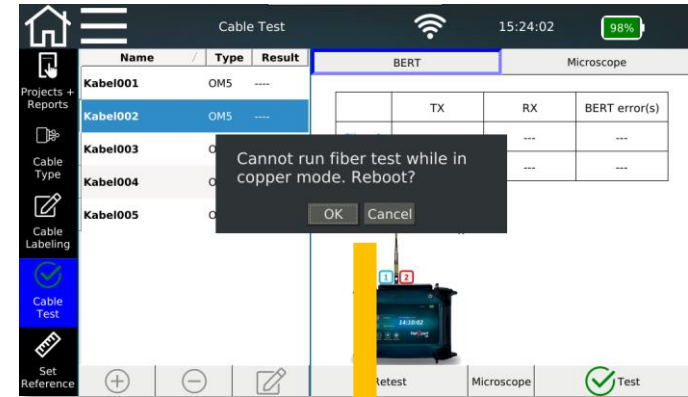 Cable Test
15:24:02
98%
Projects +
Reports
Cable
Type
Cable
Labeling
Cable
Test
Set
Reference
Name / Type Result
Kabel001 OM5 ----
Kabel002 OM5 ----
Kabel003 O
Kabel004 O
Kabel005 O
BERT Microscope
TX RX BERT error(s)
--- ---
--- ---
Cannot run fiber test while in
copper mode. Reboot?
OK Cancel
1 2
14:10:02
Retest Microscope Test